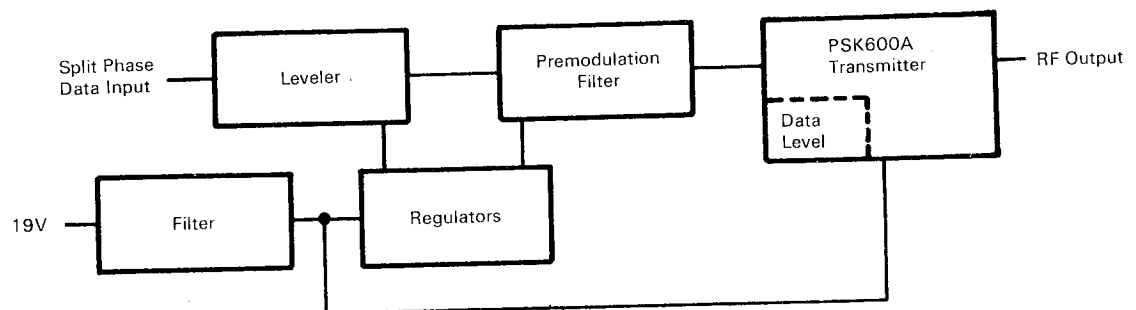 Split Phase
Data Input
Leveler
Premodulation
Filter
PSK600A
Transmitter
RF Output
Data
Level
19V
Filter
Regulators